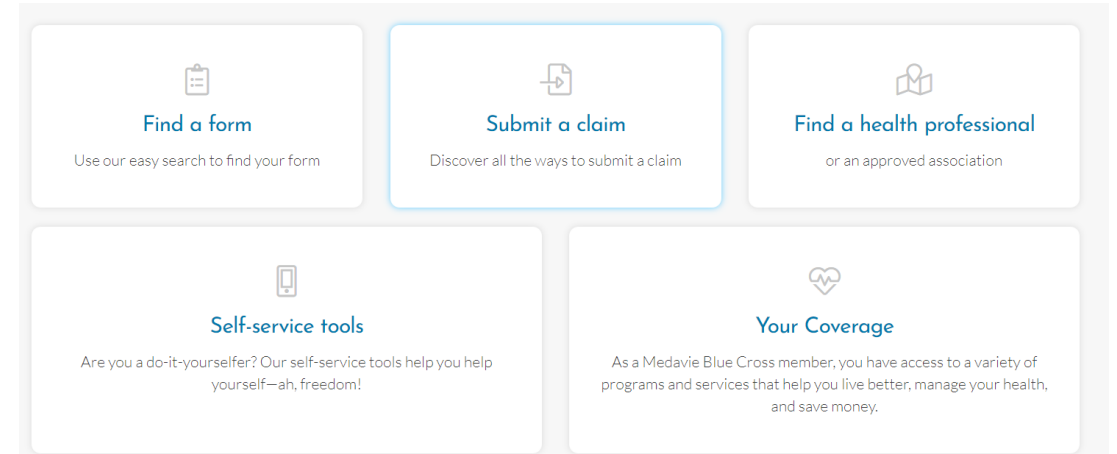 Find a form
Use our easy search to find your form
Submit a claim
Discover all the ways to submit a claim
Find a health professional
or an approved association
Self-service tools
Are you a do-it-yourselfer? Our self-service tools help you help
yourself—ah, freedom!
Your Coverage
As a Medavie Blue Cross member, you have access to a variety of
programs and services that help you live better, manage your health,
and save money.